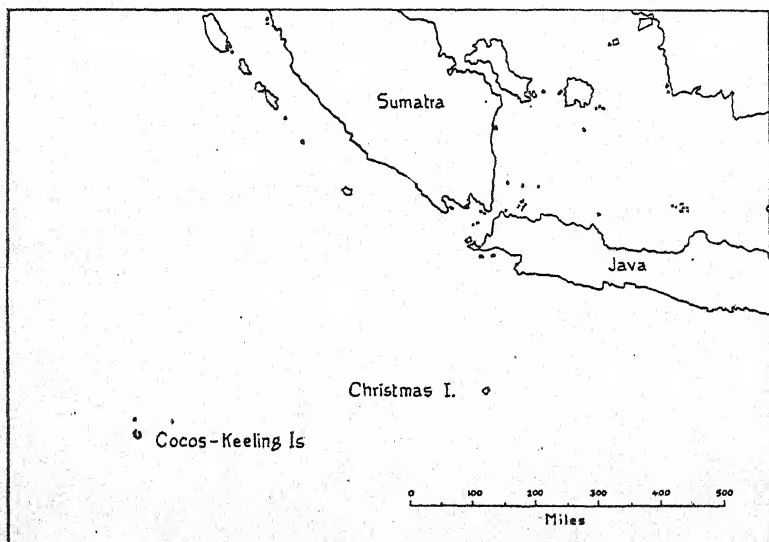 Sumatra
Java
Christmas I.
Cocos-Keeling Is
0 100 200 300 400 500
Miles